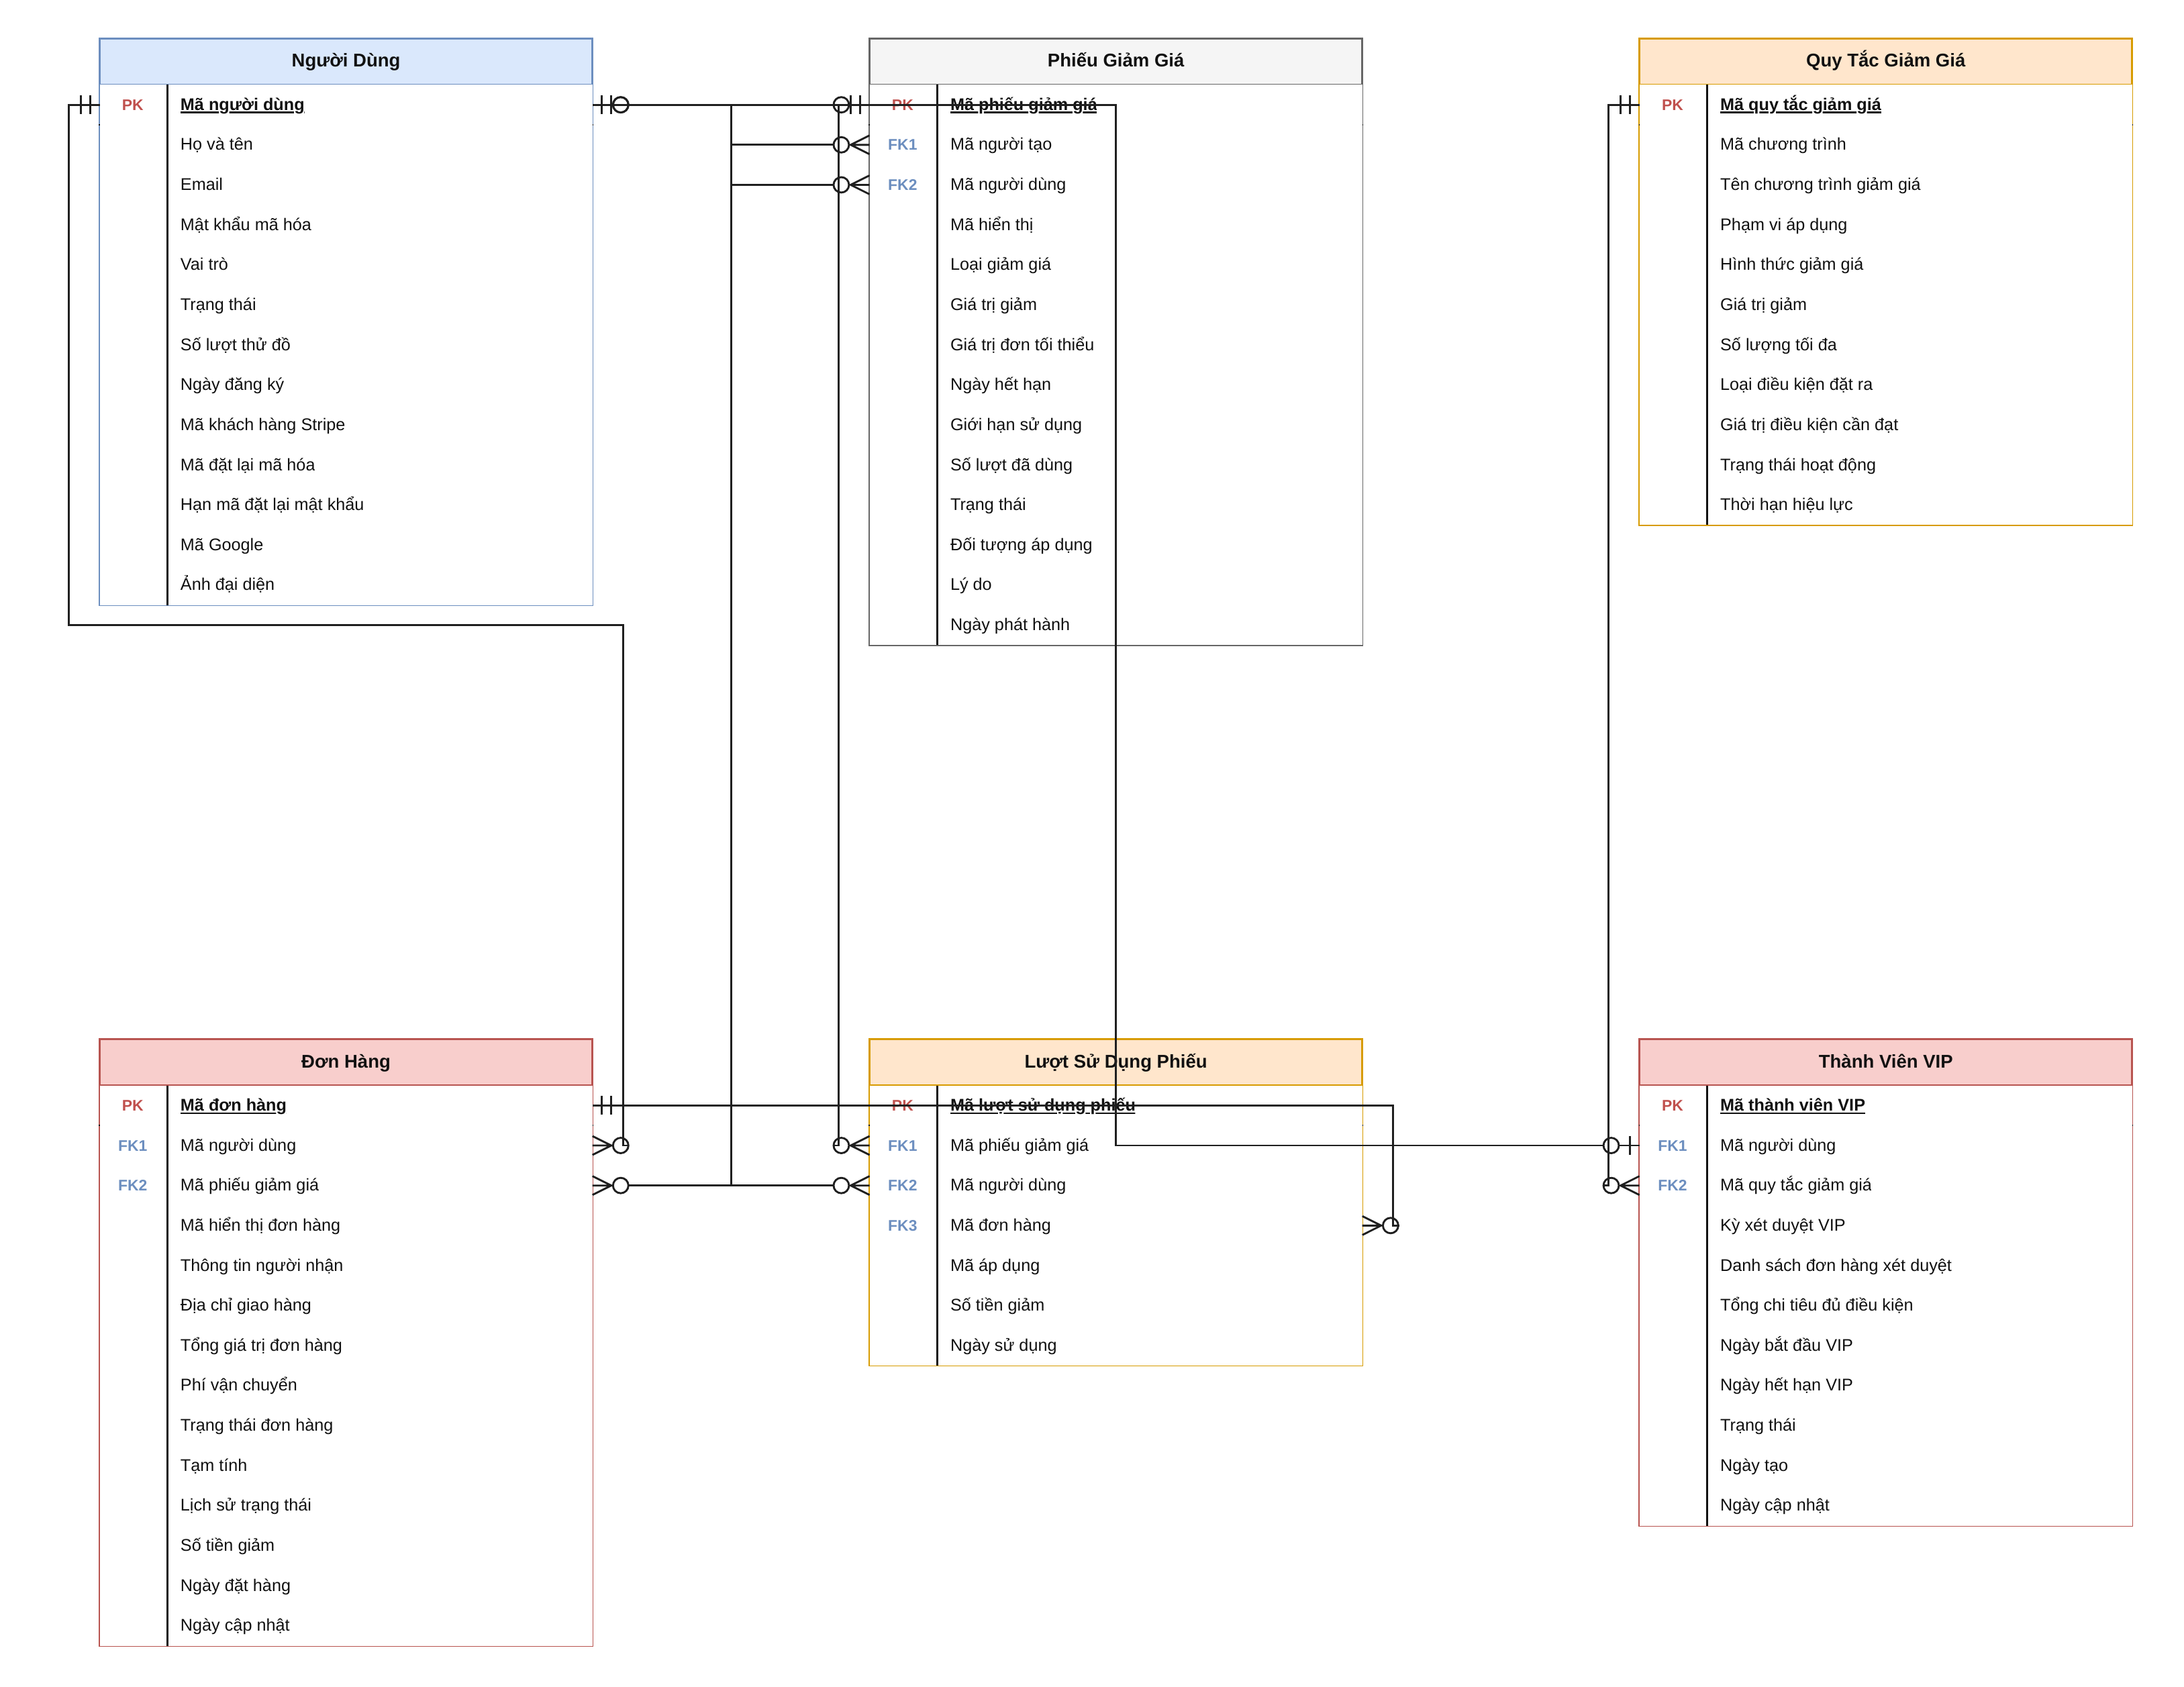 Người Dùng
PK Mã người dùng
Họ và tên
Email
Mật khẩu mã hóa
Vai trò
Trạng thái
Số lượt thử đồ
Ngày đăng ký
Mã khách hàng Stripe
Mã đặt lại mã hóa
Hạn mã đặt lại mật khẩu
Mã Google
Ảnh đại diện
Phiếu Giảm Giá
PK Mã phiếu giảm giá
FK1 Mã người tạo
FK2 Mã người dùng
Mã hiển thị
Loại giảm giá
Giá trị giảm
Giá trị đơn tối thiểu
Ngày hết hạn
Giới hạn sử dụng
Số lượt đã dùng
Trạng thái
Đối tượng áp dụng
Lý do
Ngày phát hành
Quy Tắc Giảm Giá
PK Mã quy tắc giảm giá
Mã chương trình
Tên chương trình giảm giá
Phạm vi áp dụng
Hình thức giảm giá
Giá trị giảm
Số lượng tối đa
Loại điều kiện đặt ra
Giá trị điều kiện cần đạt
Trạng thái hoạt động
Thời hạn hiệu lực
Đơn Hàng
PK Mã đơn hàng
FK1 Mã người dùng
FK2 Mã phiếu giảm giá
Mã hiển thị đơn hàng
Thông tin người nhận
Địa chỉ giao hàng
Tổng giá trị đơn hàng
Phí vận chuyển
Trạng thái đơn hàng
Tạm tính
Lịch sử trạng thái
Số tiền giảm
Ngày đặt hàng
Ngày cập nhật
Lượt Sử Dụng Phiếu
PK Mã lượt sử dụng phiếu
FK1 Mã phiếu giảm giá
FK2 Mã người dùng
FK3 Mã đơn hàng
Mã áp dụng
Số tiền giảm
Ngày sử dụng
Thành Viên VIP
PK Mã thành viên VIP
FK1 Mã người dùng
FK2 Mã quy tắc giảm giá
Kỳ xét duyệt VIP
Danh sách đơn hàng xét duyệt
Tổng chi tiêu đủ điều kiện
Ngày bắt đầu VIP
Ngày hết hạn VIP
Trạng thái
Ngày tạo
Ngày cập nhật